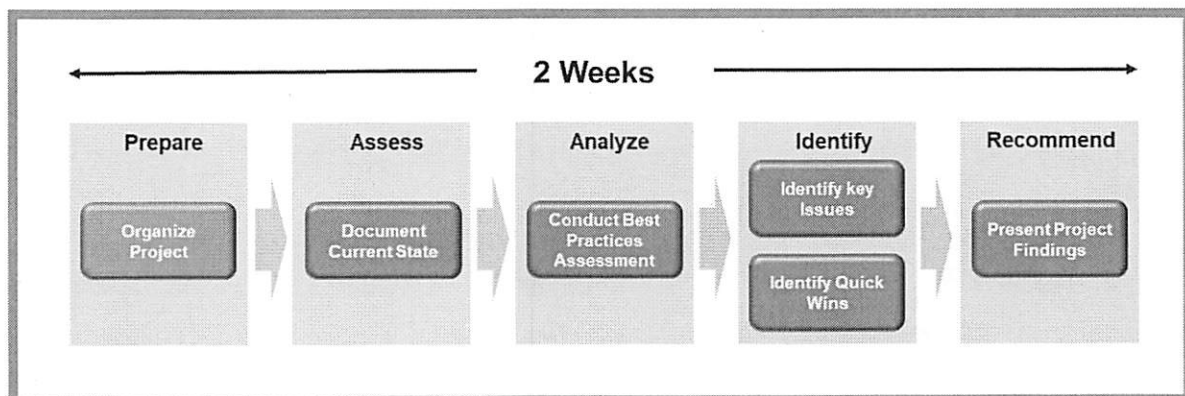 2 Weeks
Prepare
Organize
Project
Assess
Document
Current State
Analyze
Conduct Best
Practices
Assessment
Identify
Identify key
Issues
Identify Quick
Wins
Recommend
Present Project
Findings